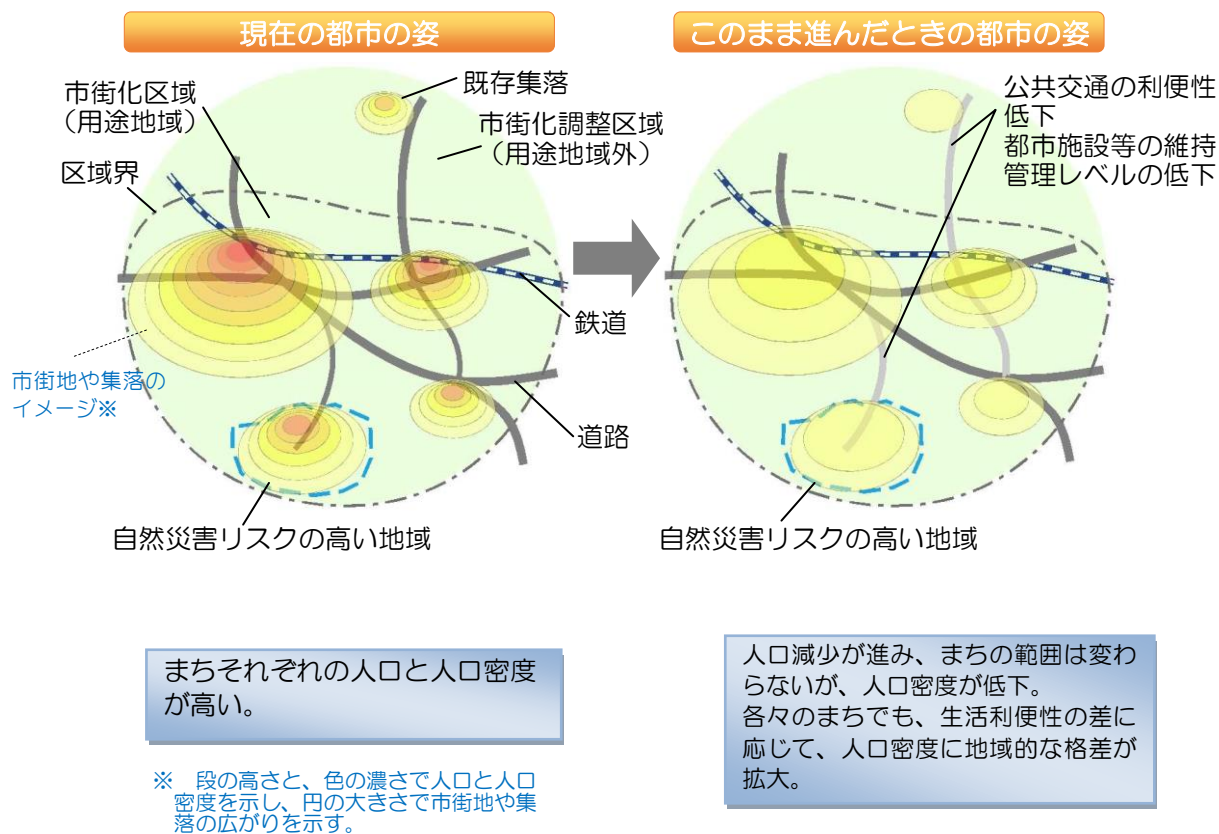 現在の都市の姿
市街化区域
（用途地域）
区域界
既存集落
市街化調整区域
（用途地域外）
鉄道
道路
市街地や集落の
イメージ※
自然災害リスクの高い地域
まちそれぞれの人口と人口密度
が高い。
※　段の高さと、色の濃さで人口と人口
密度を示し、円の大きさで市街地や集
落の広がりを示す。
このまま進んだときの都市の姿
公共交通の利便性
低下
都市施設等の維持
管理レベルの低下
自然災害リスクの高い地域
人口減少が進み、まちの範囲は変わ
らないが、人口密度が低下。
各々のまちでも、生活利便性の差に
応じて、人口密度に地域的な格差が
拡大。